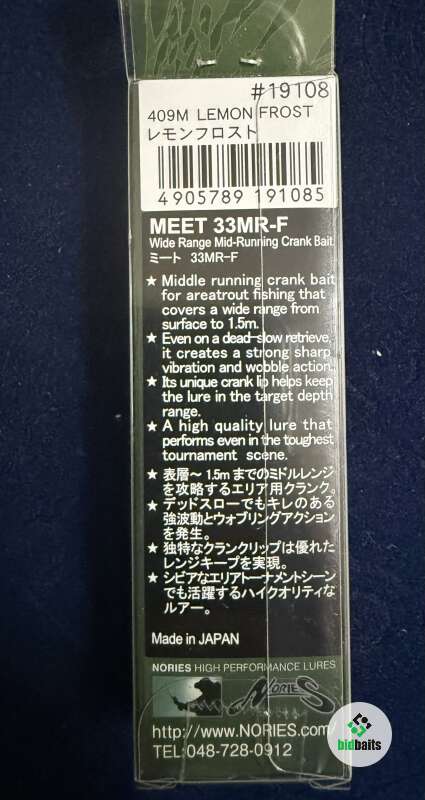 #19108
409M LEMON FROST
レモンフロスト
4905789 191085
MEET 33MR-F
Wide Range Mid-Running Crank Bait
ミート 33MR-F
★ Middle running crank bait
for areatrout fishing that
covers a wide range from
surface to 1.5m.
★ Even on a dead-slow retrieve,
it creates a strong sharp
vibration and wobble action.
★ Its unique crank lip helps keep
the lure in the target depth
range.
★ A high quality lure that
performs even in the toughest
tournament scene.
★ 表層〜1.5mまでのミドルレンジ
を攻略するエリア用クランク。
★ デッドスローでもキレのある
強波動とウォブリングアクション
を発生。
★ 独特なクランクリップは優れた
レンジキープを実現。
★ シビアなエリアトーナメントシーン
でも活躍するハイクオリティな
ルアー。
Made in JAPAN
NORIES HIGH PERFORMANCE LURES
NORIES
http://www.NORIES.com/
TEL:048-728-0912
bidbaits